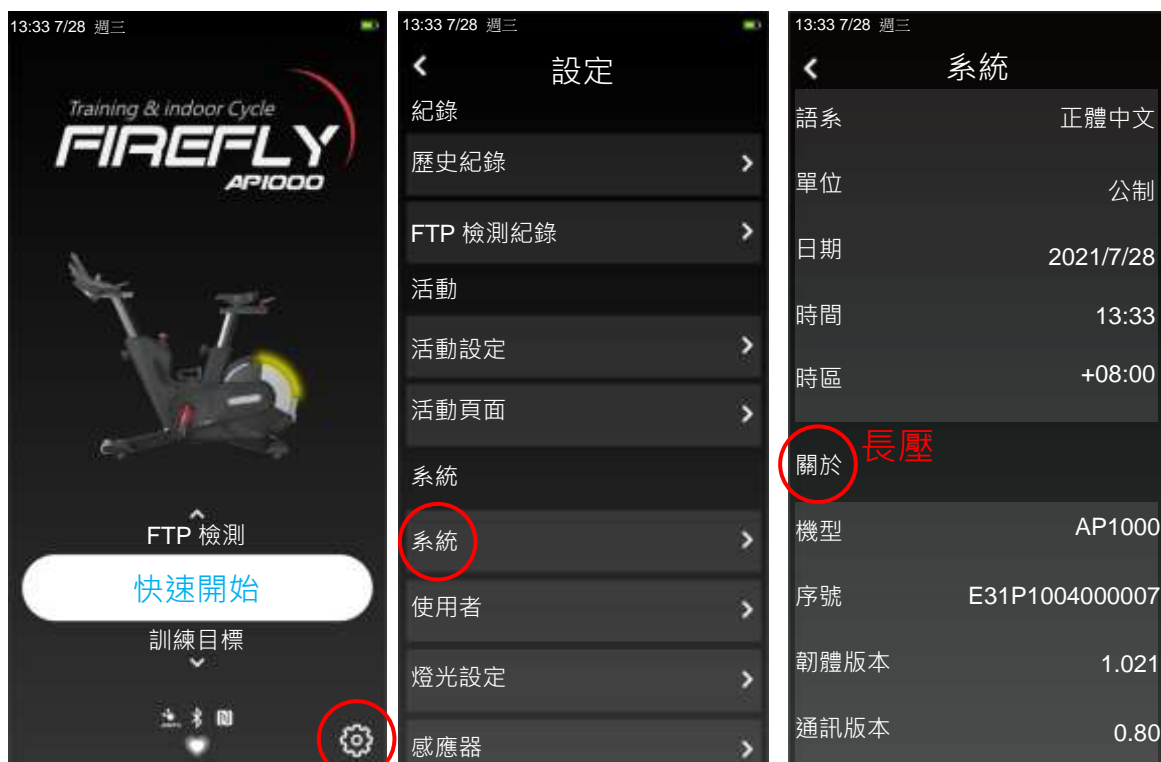 13:33 7/28 週三
Training & Indoor Cycle
FIREFLY
AP1000
FTP 檢測
快速開始
訓練目標
13:33 7/28 週三
設定
紀錄
歷史紀錄
FTP 檢測紀錄
活動
活動設定
活動頁面
系統
系統
使用者
燈光設定
感應器
13:33 7/28 週三
系統
語系 正體中文
單位 公制
日期 2021/7/28
時間 13:33
時區 +08:00
關於 長壓
機型 AP1000
序號 E31P1004000007
韌體版本 1.021
通訊版本 0.80